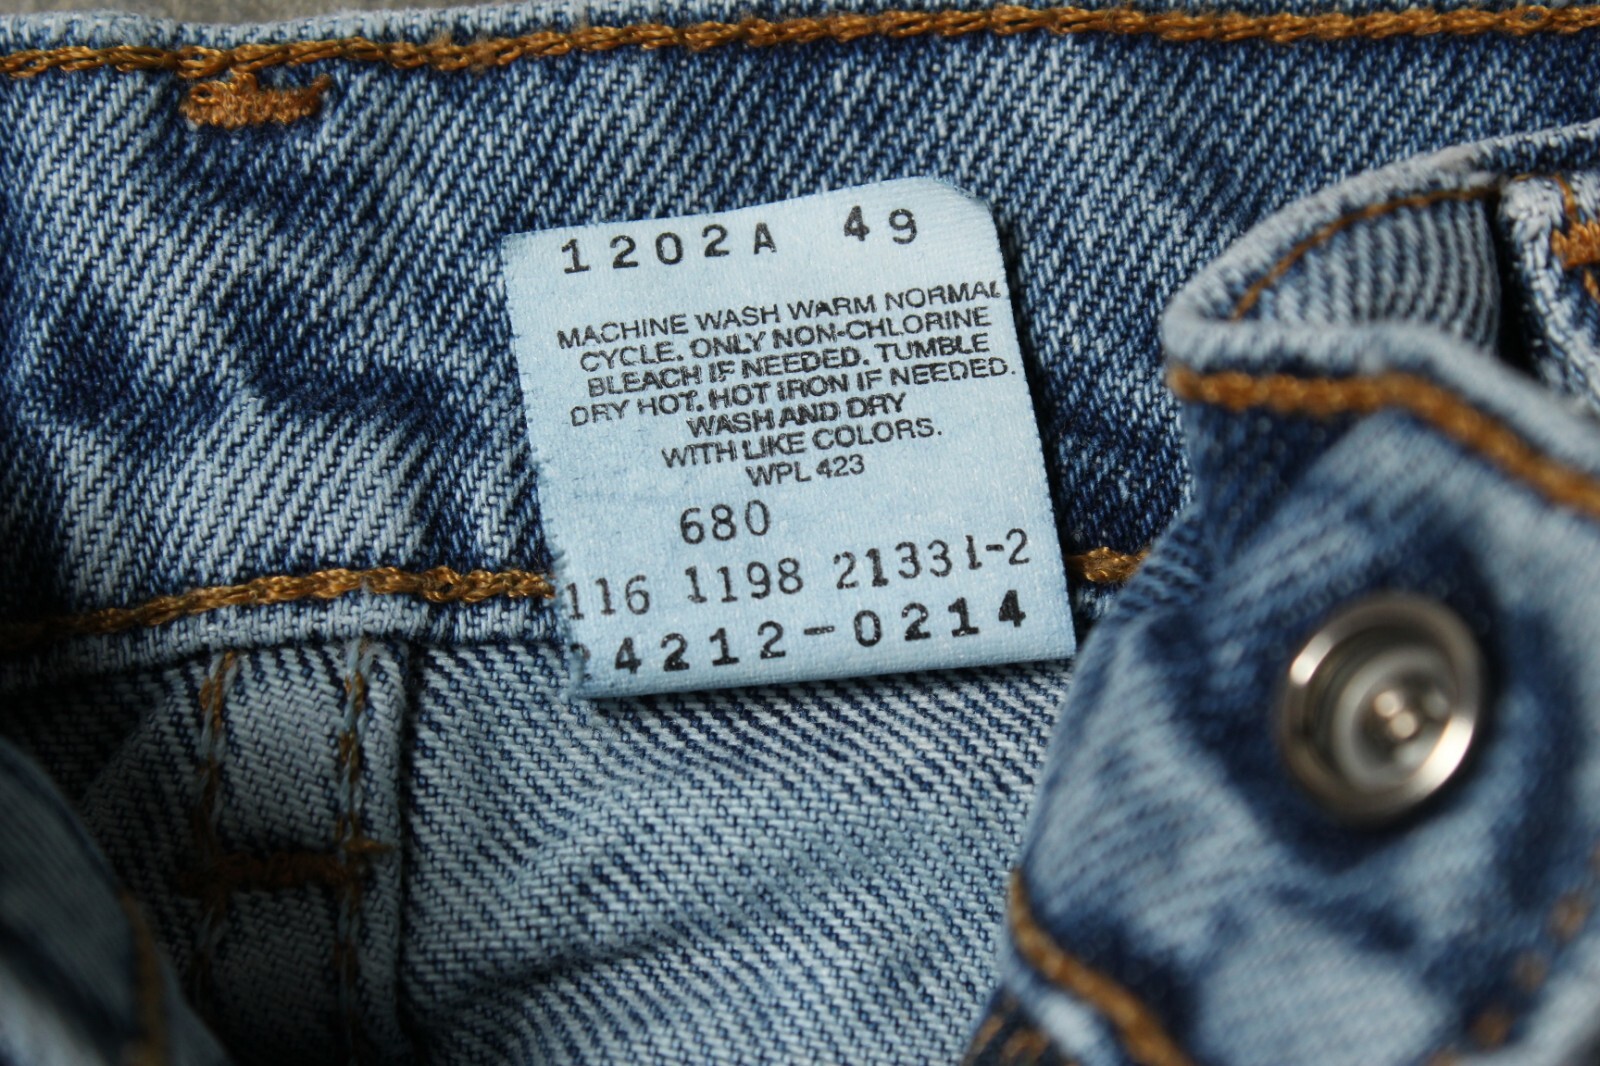 1202A 49
MACHINE WASH WARM NORMAL
CYCLE. ONLY NON-CHLORINE
BLEACH IF NEEDED. TUMBLE
DRY HOT. HOT IRON IF NEEDED.
WASH AND DRY
WITH LIKE COLORS.
WPL 423
680
116 1198 21331-2
24212-0214